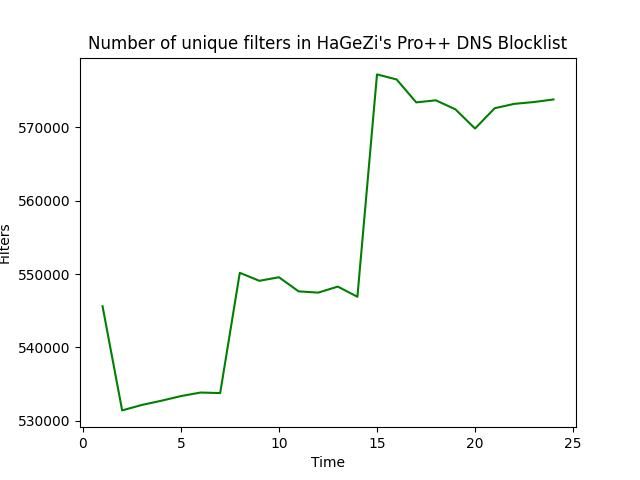 Number of unique filters in HaGeZi's Pro++ DNS Blocklist
570000
560000
550000
540000
530000
Filters
0 5 10 15 20 25
Time